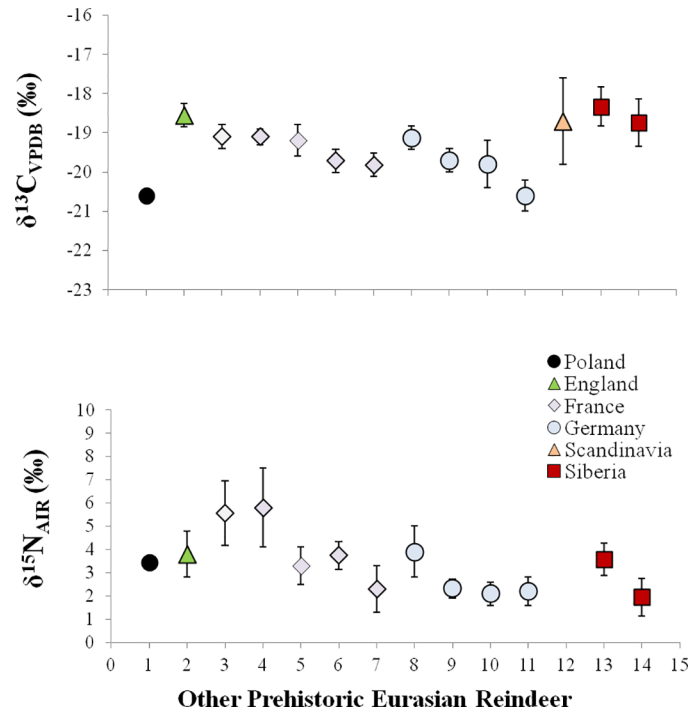 δ¹³C_VPDB (‰)
-16
-17
-18
-19
-20
-21
-22
-23
Poland
England
France
Germany
Scandinavia
Siberia
δ¹⁵N_AIR (‰)
10
9
8
7
6
5
4
3
2
1
0
0 1 2 3 4 5 6 7 8 9 10 11 12 13 14 15
Other Prehistoric Eurasian Reindeer